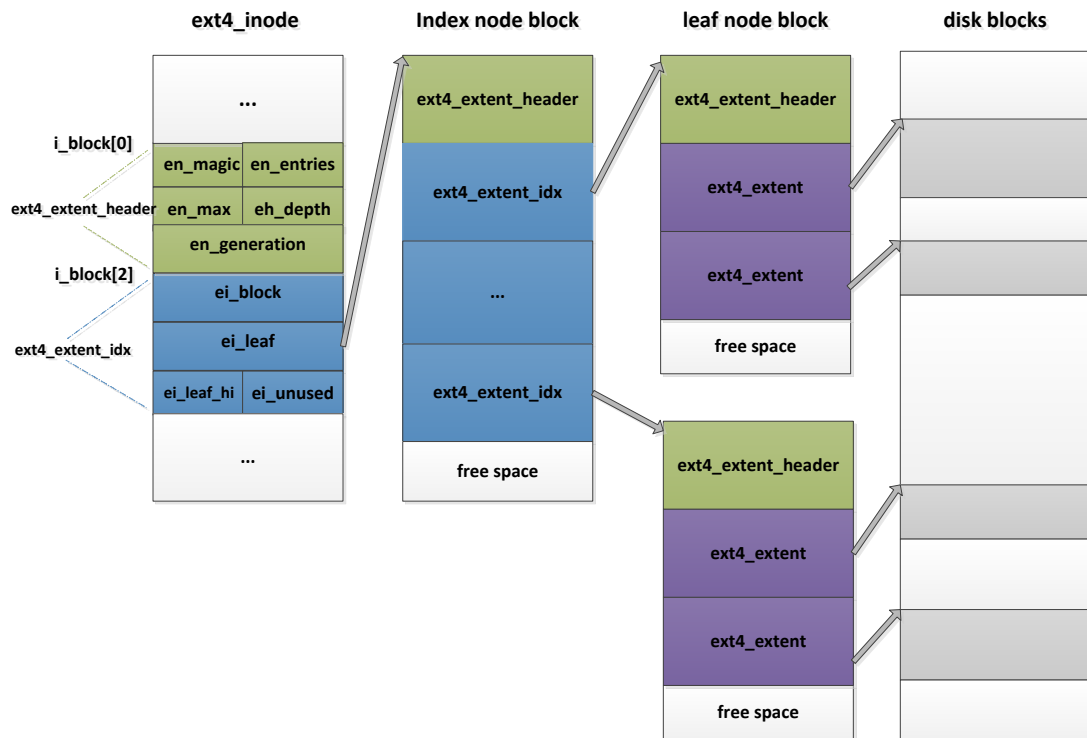 ext4_inode
Index node block
leaf node block
disk blocks
...
i_block[0]
en_magic
en_entries
ext4_extent_header
en_max
eh_depth
en_generation
i_block[2]
ei_block
ext4_extent_idx
ei_leaf
ei_leaf_hi
ei_unused
...
ext4_extent_header
ext4_extent_idx
...
ext4_extent_idx
free space
ext4_extent_header
ext4_extent
ext4_extent
free space
ext4_extent_header
ext4_extent
ext4_extent
free space